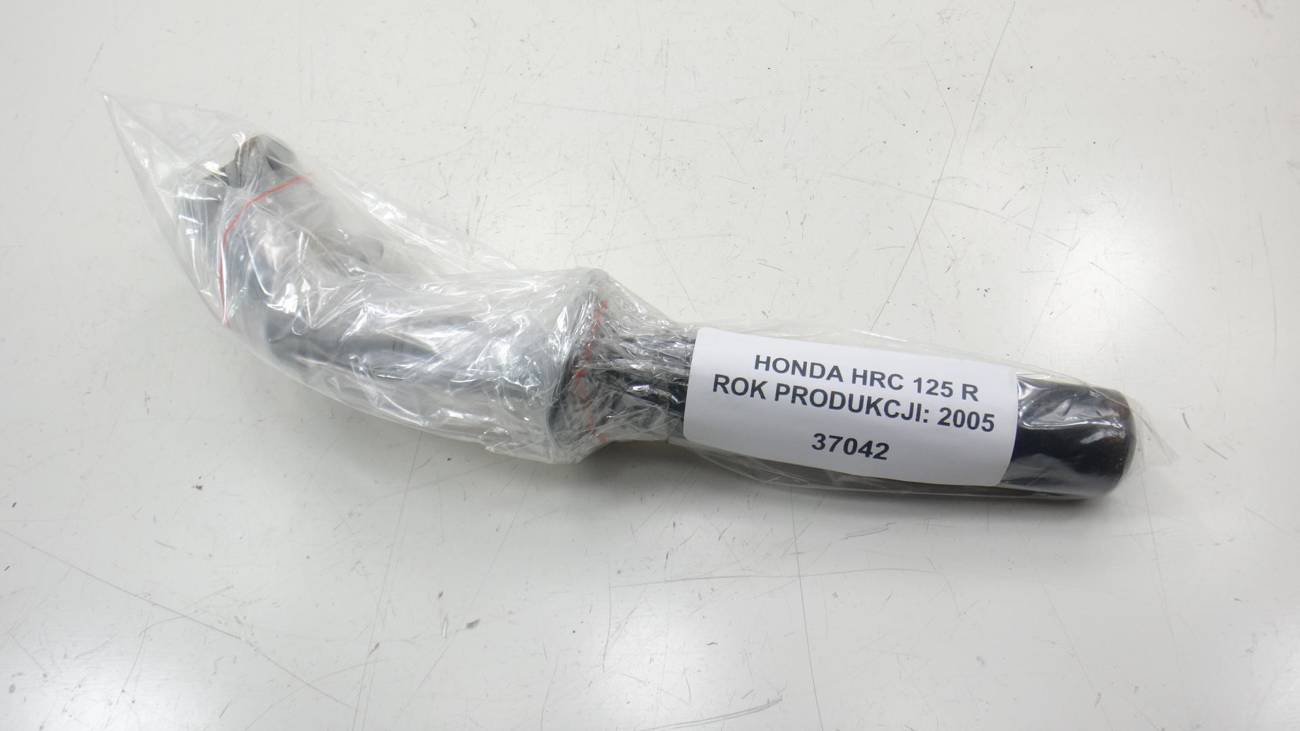 HONDA HRC 125 R
ROK PRODUKCJI: 2005
37042